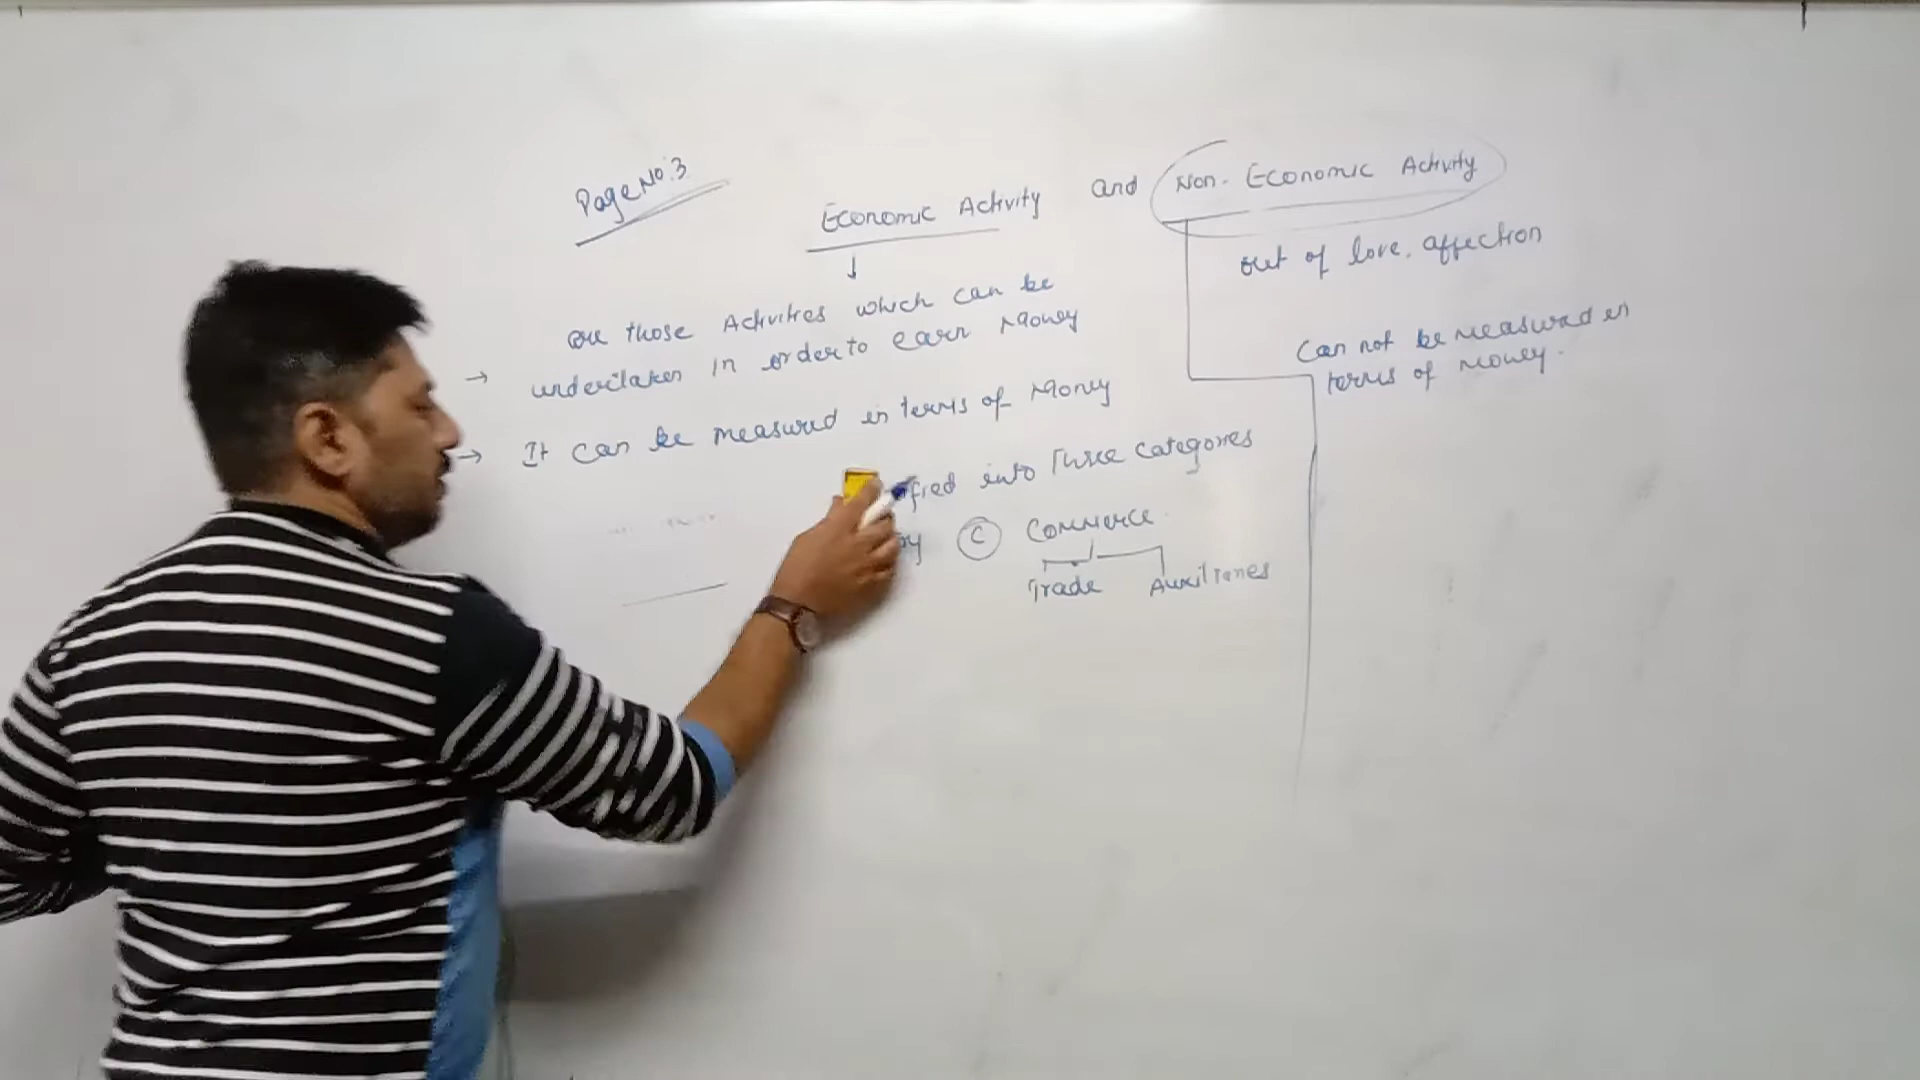 Page No: 3
Economic Activity and Non-Economic Activity
out of love, affection
are those Activities which can be
undertaken in order to earn Money
Can not be measured in
terms of money.
→ It can be measured in terms of Money
fied into Three categories
C Commerce
Trade Auxiliaries